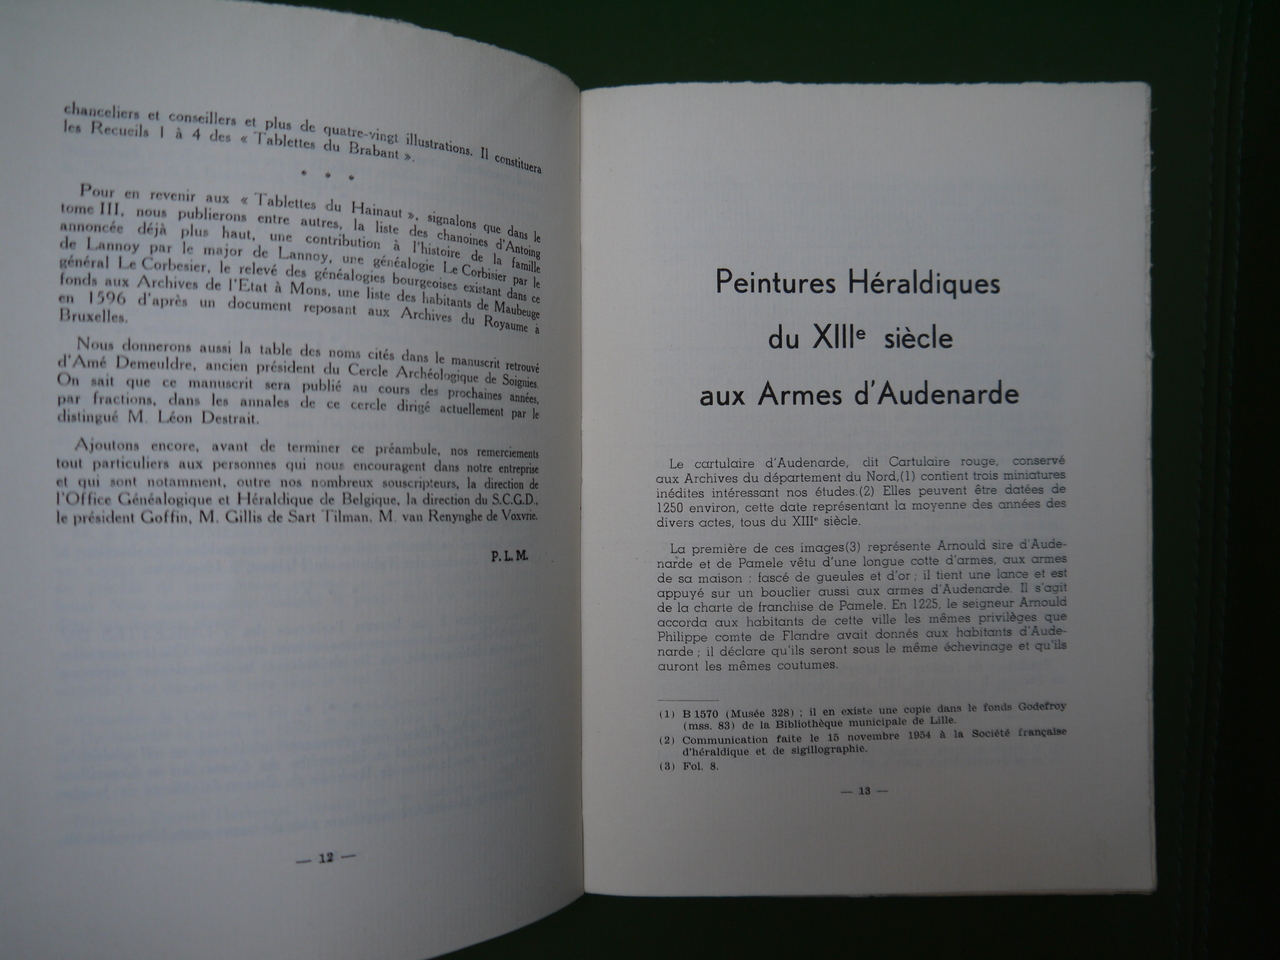 chanceliers et conseillers et plus de quatre-vingt illustrations. Il constituera
les Recueils 1 à 4 des « Tablettes du Brabant ».
* * *
Pour en revenir aux « Tablettes du Hainaut », signalons que dans le
tome III, nous publierons entre autres, la liste des chanoines d'Antoing
annoncée déjà plus haut, une contribution à l'histoire de la famille
de Lannoy par le major de Lannoy, une généalogie Le Corbisier par le
général Le Corbesier, le relevé des généalogies bourgeoises existant dans ce
fonds aux Archives de l'Etat à Mons, une liste des habitants de Maubeuge
en 1596 d'après un document reposant aux Archives du Royaume à
Bruxelles.
Nous donnerons aussi la table des noms cités dans le manuscrit retrouvé
d'Amé Demeuldre, ancien président du Cercle Archéologique de Soignies.
On sait que ce manuscrit sera publié au cours des prochaines années,
par fractions, dans les annales de ce cercle dirigé actuellement par le
distingué M. Léon Destrait.
Ajoutons encore, avant de terminer ce préambule, nos remerciements
tout particuliers aux personnes qui nous encouragent dans notre entreprise
et qui sont notamment, outre nos nombreux souscripteurs, la direction de
l'Office Généalogique et Héraldique de Belgique, la direction du S.C.G.D.,
le président Goffin, M. Gillis de Sart Tilman, M. van Renynghe de Voxvrie.
P. L. M.
— 12 —
Peintures Héraldiques
du XIIIe siècle
aux Armes d'Audenarde
Le cartulaire d'Audenarde, dit Cartulaire rouge, conservé
aux Archives du département du Nord,(1) contient trois miniatures
inédites intéressant nos études.(2) Elles peuvent être datées de
1250 environ, cette date représentant la moyenne des années des
divers actes, tous du XIIIe siècle.
La première de ces images(3) représente Arnould sire d'Aude-
narde et de Pamele vêtu d'une longue cotte d'armes, aux armes
de sa maison : fascé de gueules et d'or ; il tient une lance et est
appuyé sur un bouclier aussi aux armes d'Audenarde. Il s'agit
de la charte de franchise de Pamele. En 1225, le seigneur Arnould
accorda aux habitants de cette ville les mêmes privilèges que
Philippe comte de Flandre avait donnés aux habitants d'Aude-
narde ; il déclare qu'ils seront sous le même échevinage et qu'ils
auront les mêmes coutumes.
(1) B 1570 (Musée 328) ; il en existe une copie dans le fonds Godefroy
(mss. 83) de la Bibliothèque municipale de Lille.
(2) Communication faite le 15 novembre 1954 à la Société française
d'héraldique et de sigillographie.
(3) Fol. 8.
— 13 —